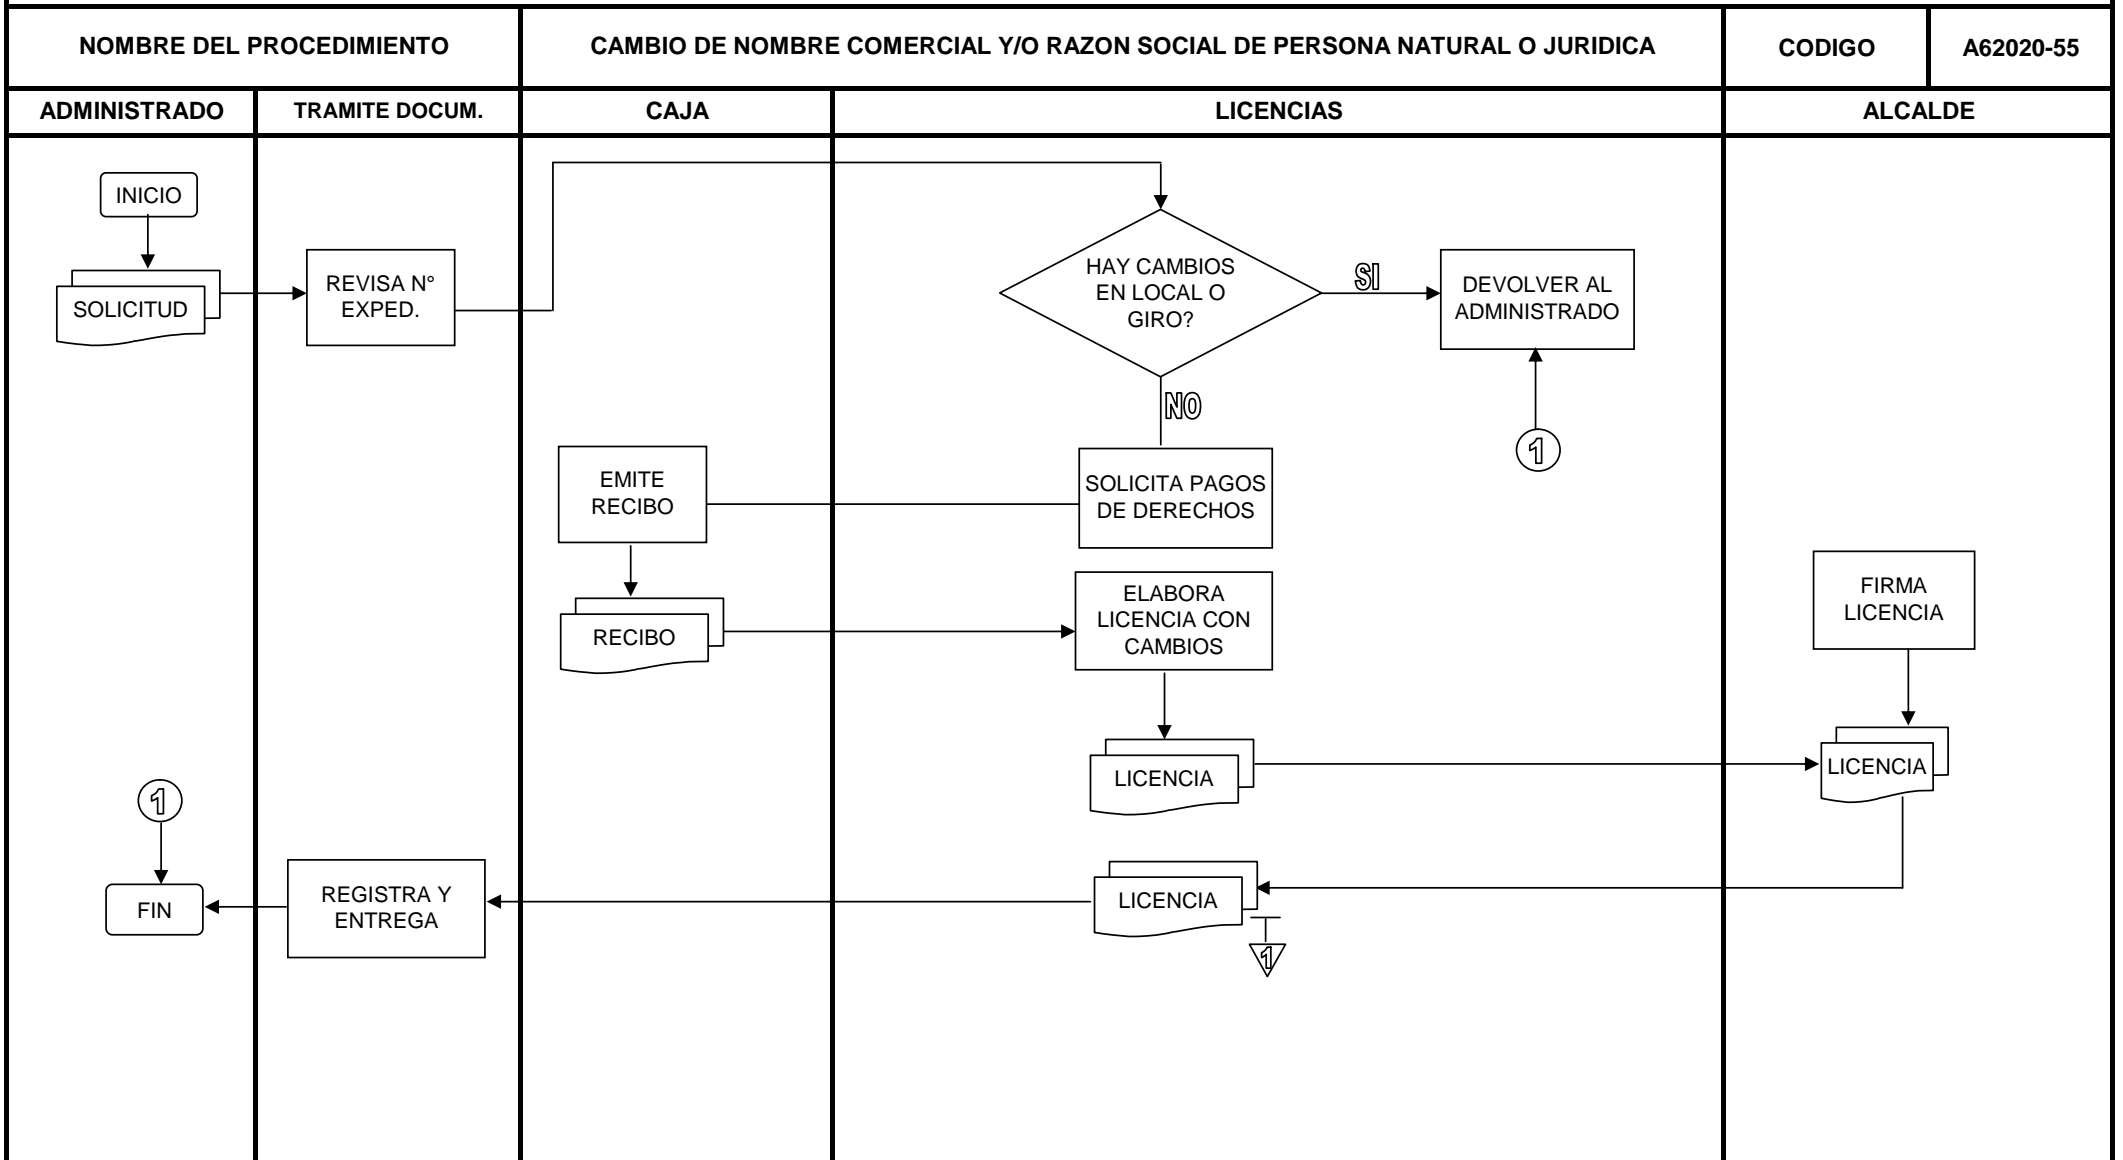 NOMBRE DEL PROCEDIMIENTO
CAMBIO DE NOMBRE COMERCIAL Y/O RAZON SOCIAL DE PERSONA NATURAL O JURIDICA
CODIGO
A62020-55
ADMINISTRADO
TRAMITE DOCUM.
CAJA
LICENCIAS
ALCALDE
INICIO
SOLICITUD
REVISA N°
EXPED.
HAY CAMBIOS
EN LOCAL O
GIRO?
SI
DEVOLVER AL
ADMINISTRADO
NO
1
EMITE
RECIBO
SOLICITA PAGOS
DE DERECHOS
RECIBO
ELABORA
LICENCIA CON
CAMBIOS
FIRMA
LICENCIA
LICENCIA
LICENCIA
1
FIN
REGISTRA Y
ENTREGA
LICENCIA
1